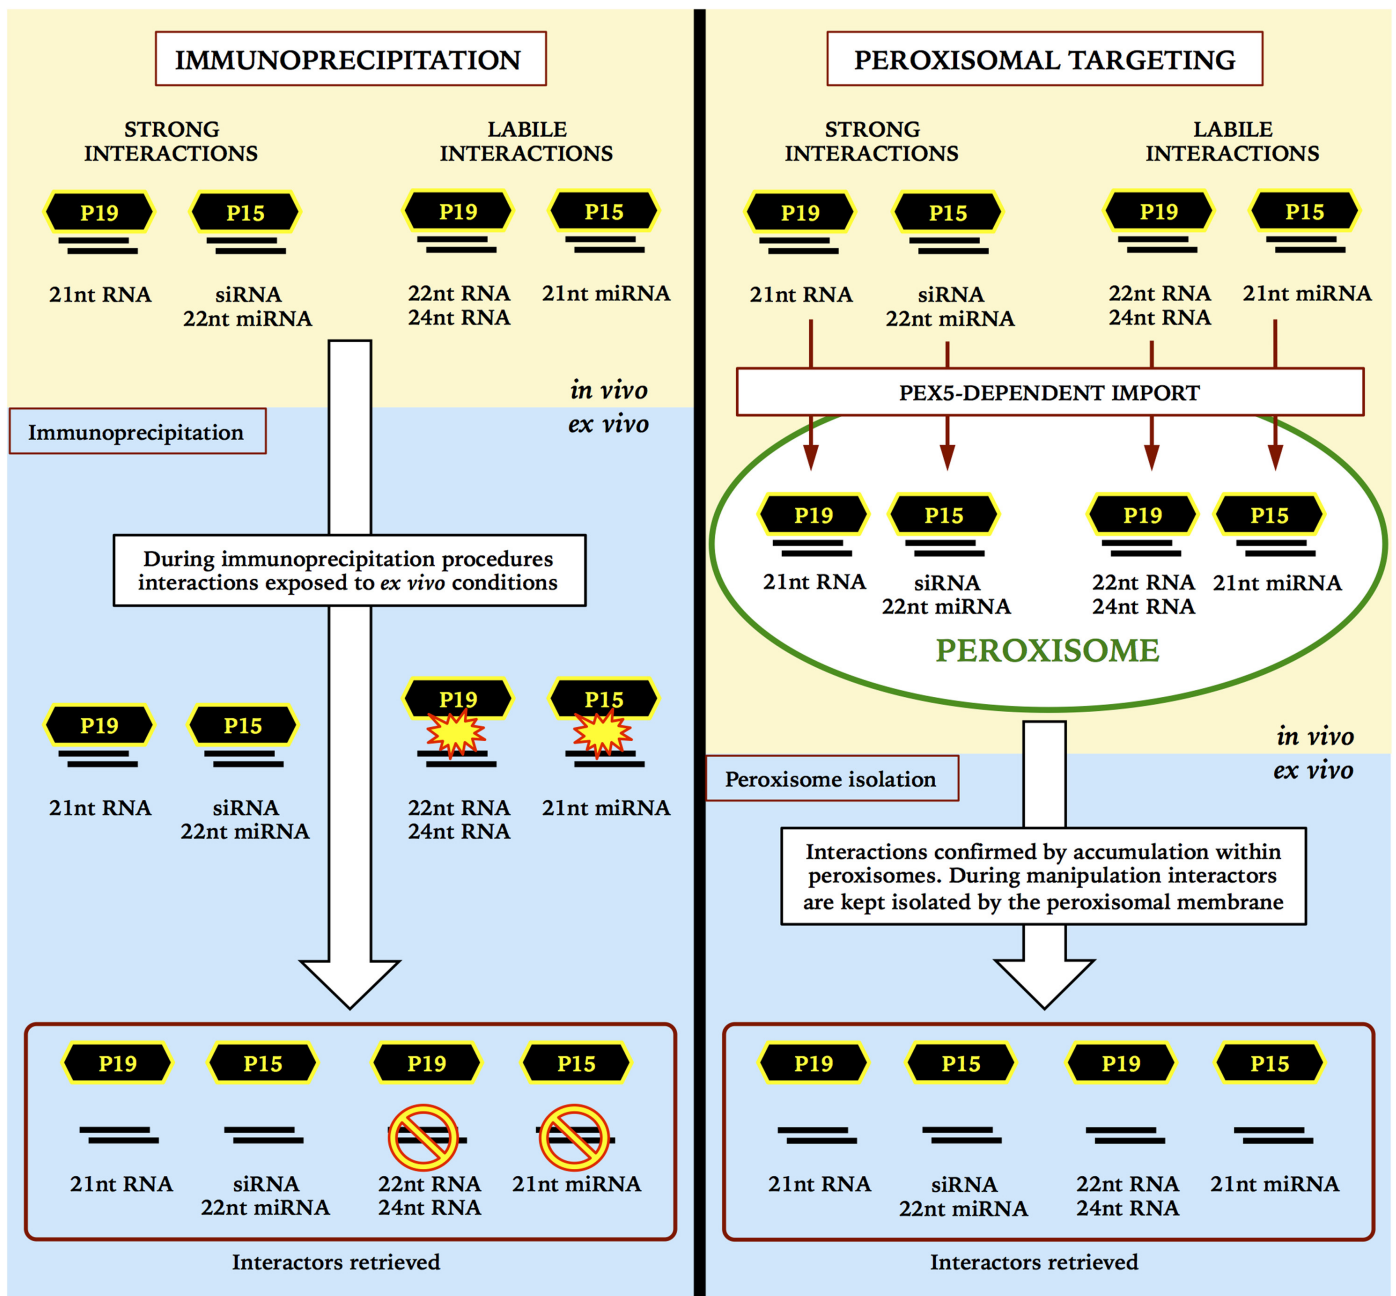 IMMUNOPRECIPITATION
STRONG
INTERACTIONS
LABILE
INTERACTIONS
P19
P15
P19
P15
21nt RNA
siRNA
22nt miRNA
22nt RNA
24nt RNA
21nt miRNA
in vivo
ex vivo
Immunoprecipitation
During immunoprecipitation procedures
interactions exposed to ex vivo conditions
P19
P15
P19
P15
21nt RNA
siRNA
22nt miRNA
22nt RNA
24nt RNA
21nt miRNA
P19
P15
P19
P15
21nt RNA
siRNA
22nt miRNA
22nt RNA
24nt RNA
21nt miRNA
Interactors retrieved
PEROXISOMAL TARGETING
STRONG
INTERACTIONS
LABILE
INTERACTIONS
P19
P15
P19
P15
21nt RNA
siRNA
22nt miRNA
22nt RNA
24nt RNA
21nt miRNA
PEX5-DEPENDENT IMPORT
P19
P15
P19
P15
21nt RNA
siRNA
22nt miRNA
22nt RNA
24nt RNA
21nt miRNA
PEROXISOME
in vivo
ex vivo
Peroxisome isolation
Interactions confirmed by accumulation within
peroxisomes. During manipulation interactors
are kept isolated by the peroxisomal membrane
P19
P15
P19
P15
21nt RNA
siRNA
22nt miRNA
22nt RNA
24nt RNA
21nt miRNA
Interactors retrieved